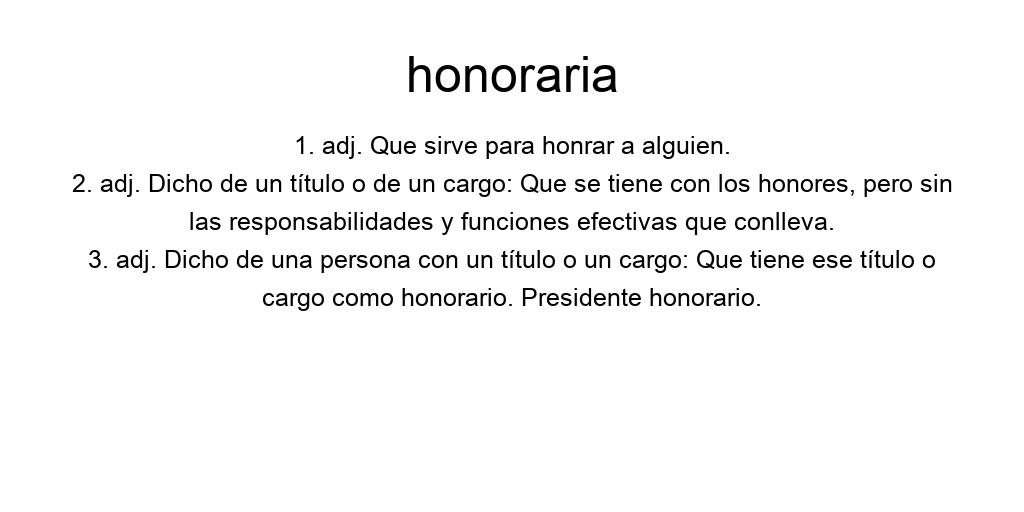 honoraria
1. adj. Que sirve para honrar a alguien.
2. adj. Dicho de un título o de un cargo: Que se tiene con los honores, pero sin
las responsabilidades y funciones efectivas que conlleva.
3. adj. Dicho de una persona con un título o un cargo: Que tiene ese título o
cargo como honorario. Presidente honorario.